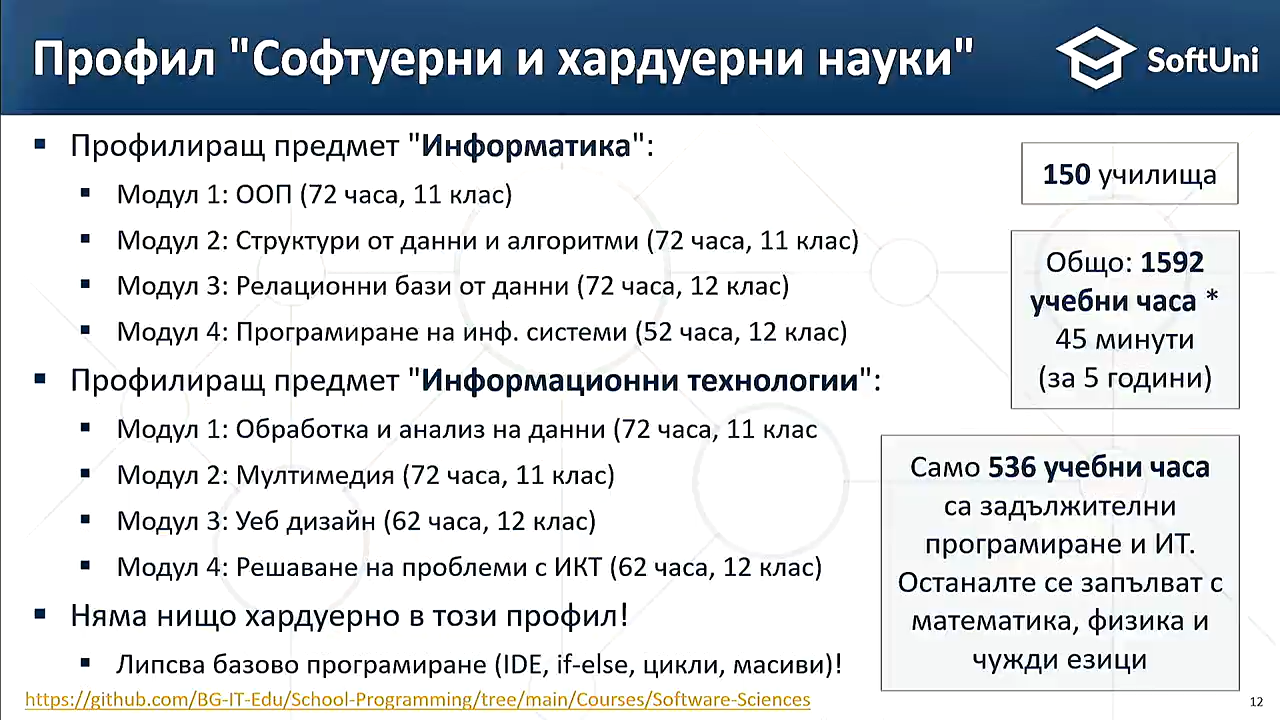 Профил "Софтуерни и хардуерни науки"
SoftUni
▪ Профилиращ предмет "Информатика":
▪ Модул 1: ООП (72 часа, 11 клас)
▪ Модул 2: Структури от данни и алгоритми (72 часа, 11 клас)
▪ Модул 3: Релационни бази от данни (72 часа, 12 клас)
▪ Модул 4: Програмиране на инф. системи (52 часа, 12 клас)
▪ Профилиращ предмет "Информационни технологии":
▪ Модул 1: Обработка и анализ на данни (72 часа, 11 клас
▪ Модул 2: Мултимедия (72 часа, 11 клас)
▪ Модул 3: Уеб дизайн (62 часа, 12 клас)
▪ Модул 4: Решаване на проблеми с ИКТ (62 часа, 12 клас)
▪ Няма нищо хардуерно в този профил!
▪ Липсва базово програмиране (IDE, if-else, цикли, масиви)!
150 училища
Общо: 1592
учебни часа *
45 минути
(за 5 години)
Само 536 учебни часа
са задължителни
програмиране и ИТ.
Останалте се запълват с
математика, физика и
чужди езици
https://github.com/BG-IT-Edu/School-Programming/tree/main/Courses/Software-Sciences
12